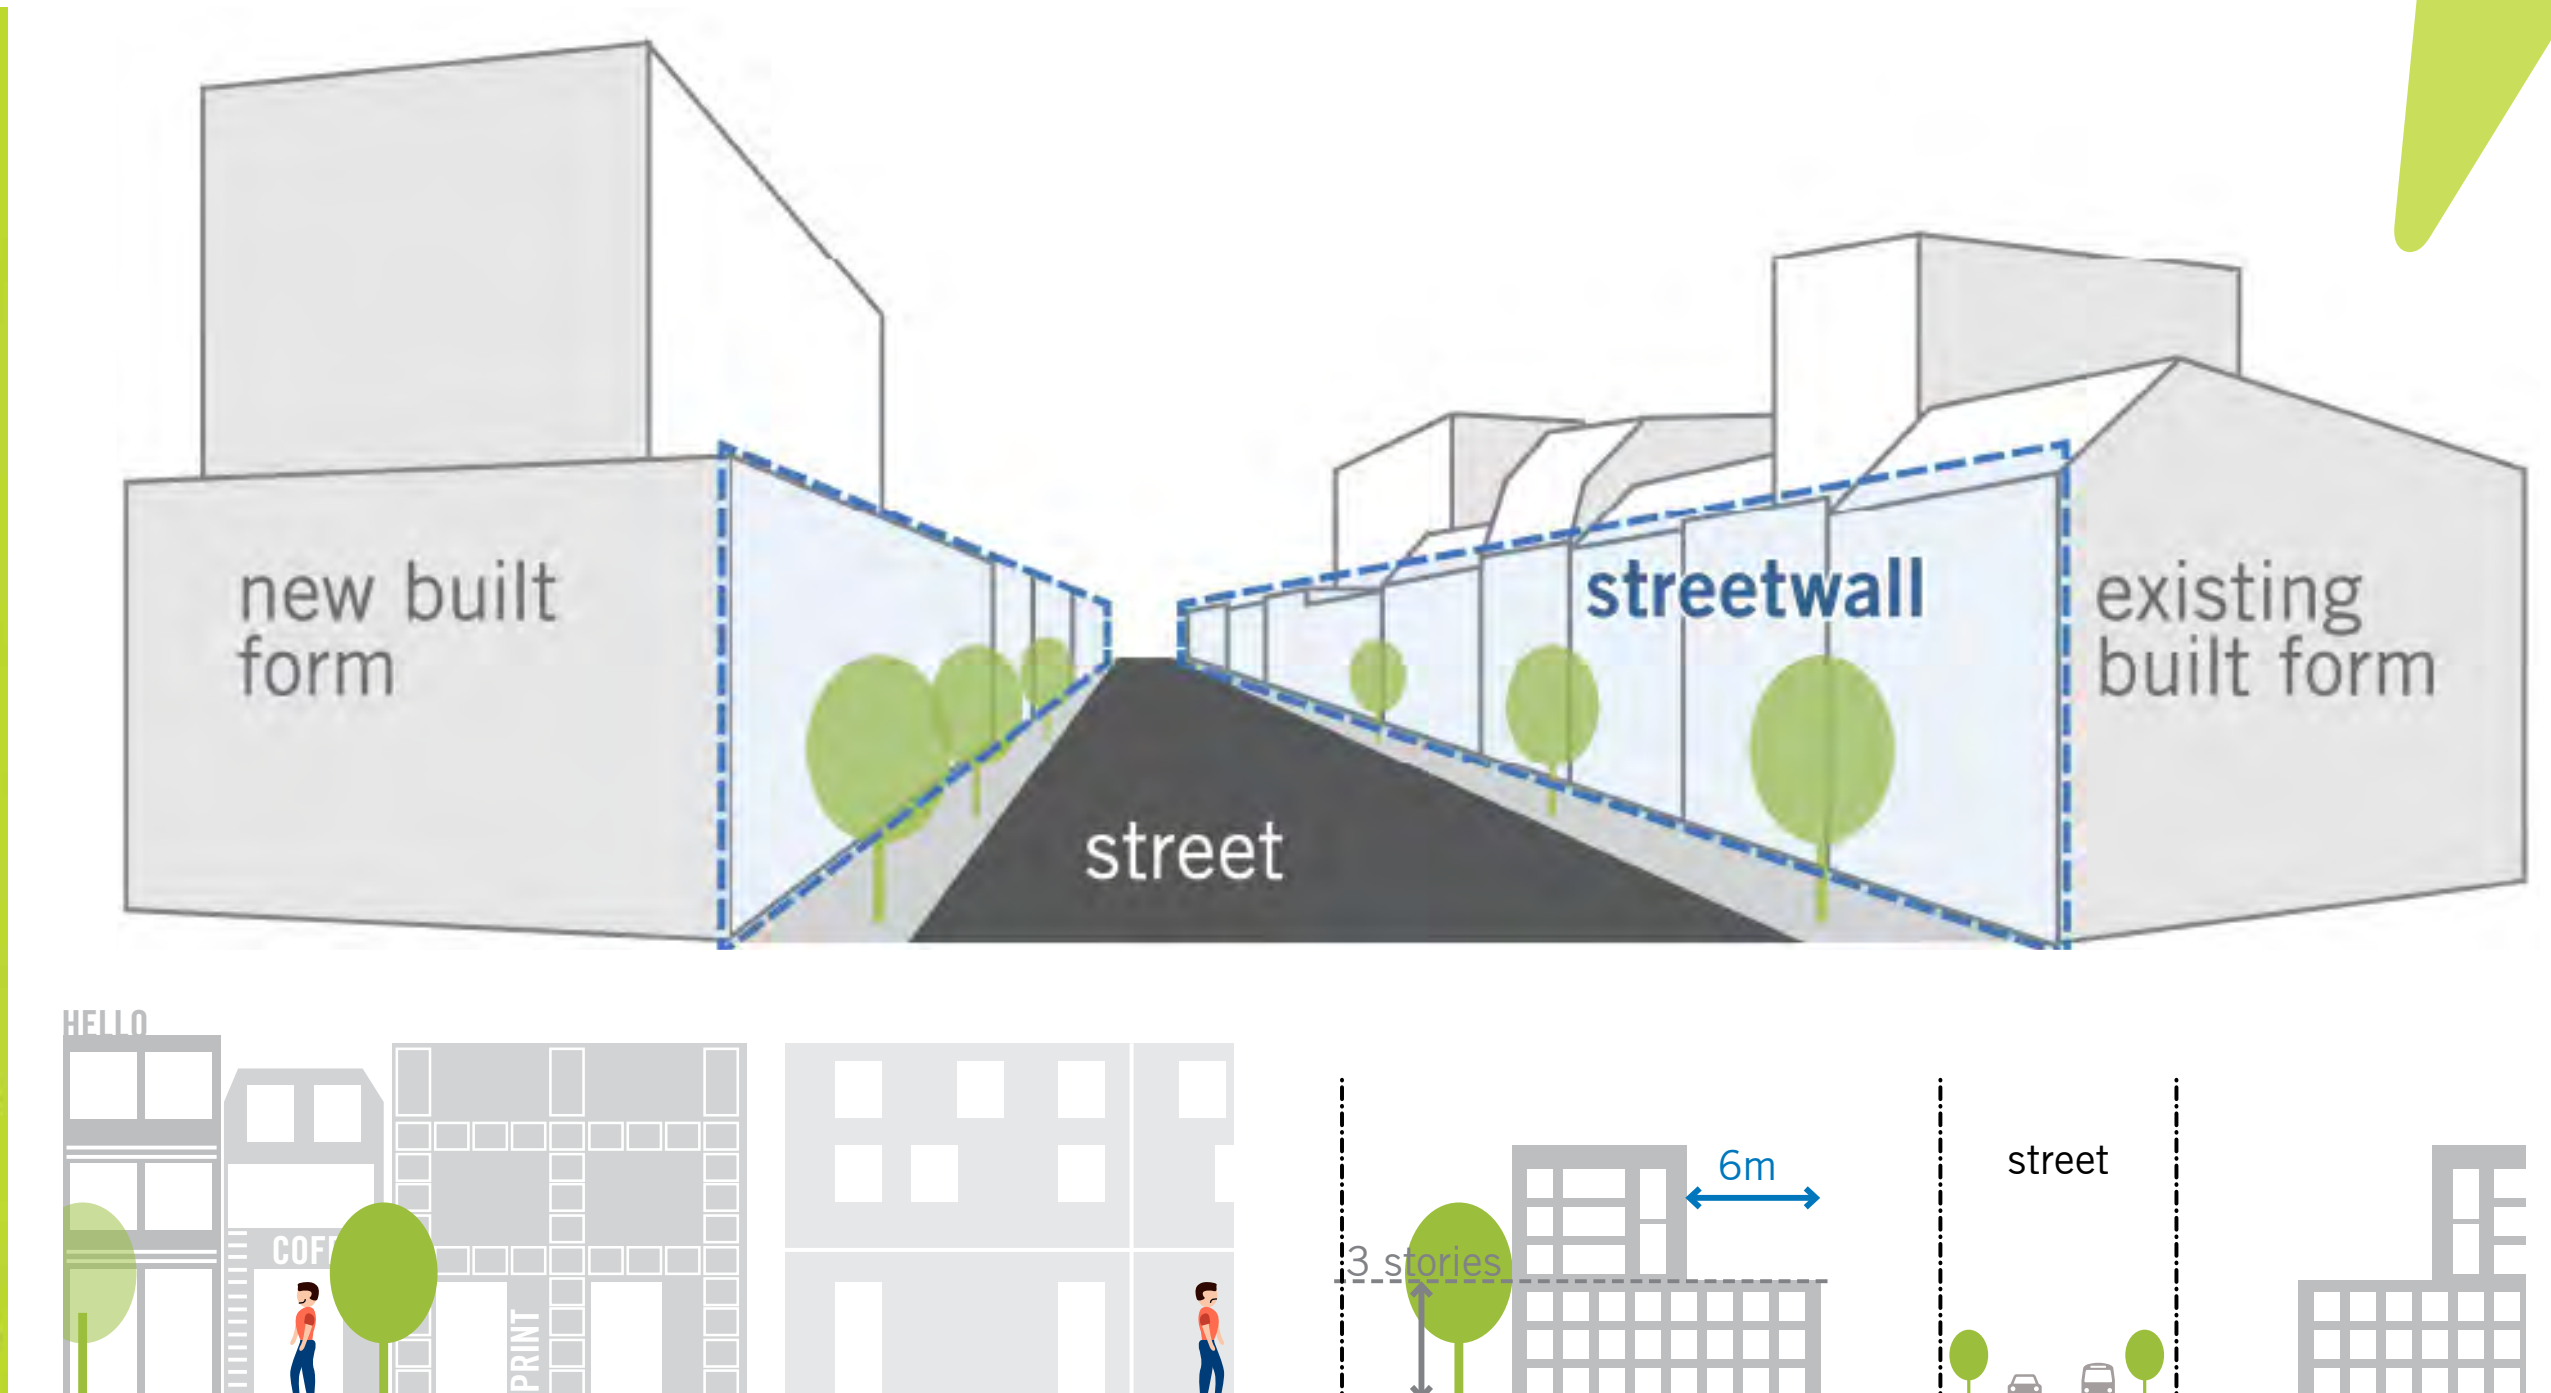 new built
form
streetwall
existing
built form
street
HELLO
COF
PRINT
3 stories
6m
street